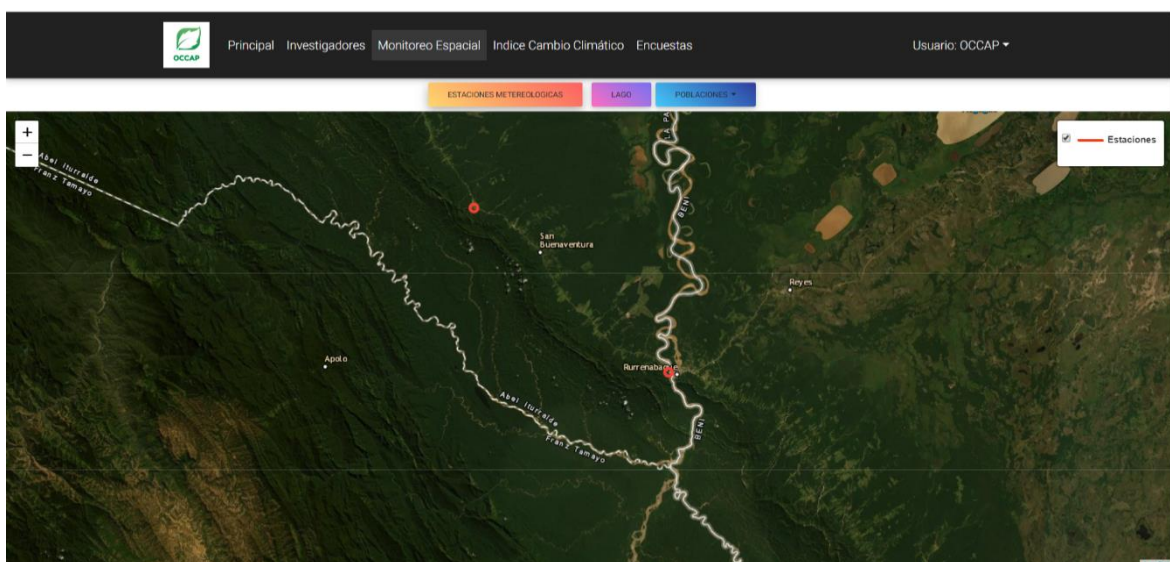 OCCAP
Principal Investigadores Monitoreo Espacial Indice Cambio Climático Encuestas
Usuario: OCCAP
ESTACIONES METEREOLOGICAS
LAGO
POBLACIONES
+
−
Estaciones
LA PA
Abel Iturralde
Franz Tamayo
BENI
San
Buenaventura
Reyes
Apolo
Rurrenabaque
Abel Iturralde
Franz Tamayo
BENI